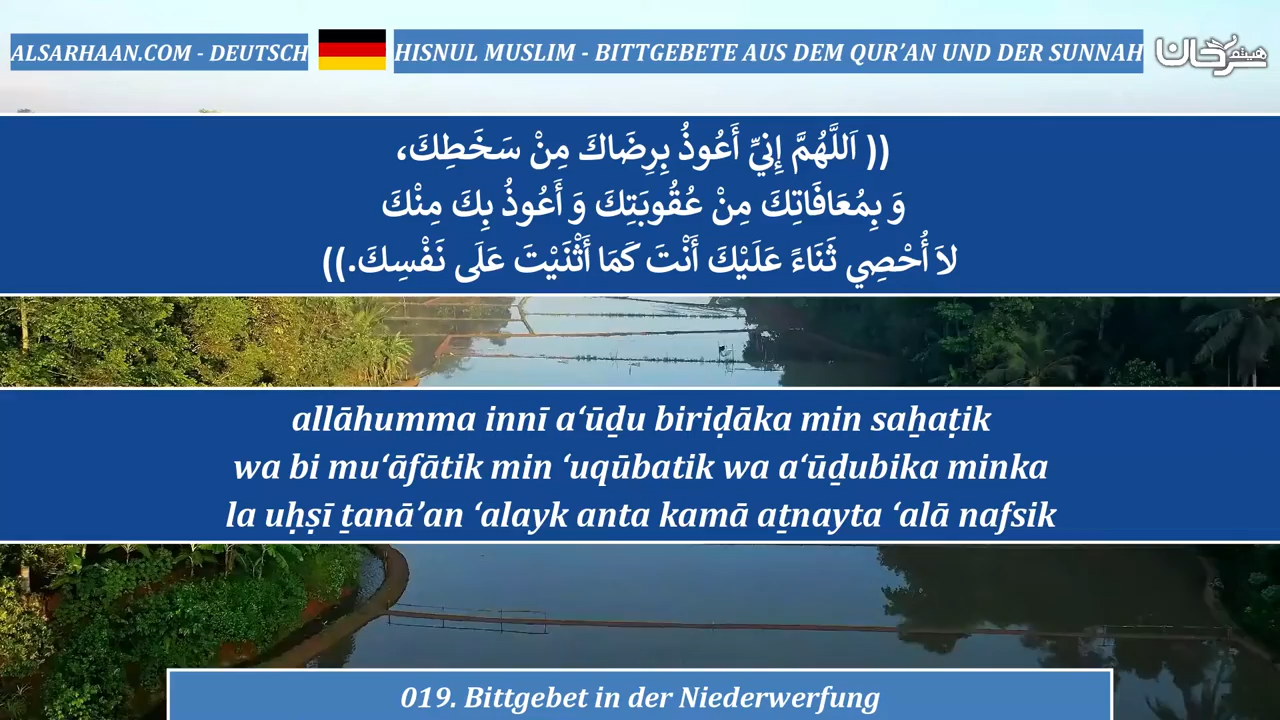 ALSARHAAN.COM - DEUTSCH
HISNUL MUSLIM - BITTGEBETE AUS DEM QUR’AN UND DER SUNNAH
هيثم سرحان
(( اَللَّهُمَّ إِنيِّ أَعُوذُ بِرِضَاكَ مِنْ سَخَطِكَ،
وَ بِمُعَافَاتِكَ مِنْ عُقُوبَتِكَ وَ أَعُوذُ بِكَ مِنْكَ
لاَ أُحْصِي ثَنَاءً عَلَيْكَ أَنْتَ كَمَا أَثْنَيْتَ عَلَى نَفْسِكَ.))
allāhumma innī a‘ūḏu biriḍāka min saẖaṭik
wa bi mu‘āfātik min ‘uqūbatik wa a‘ūḏubika minka
la uḥṣī ṯanā’an ‘alayk anta kamā aṯnayta ‘alā nafsik
019. Bittgebet in der Niederwerfung